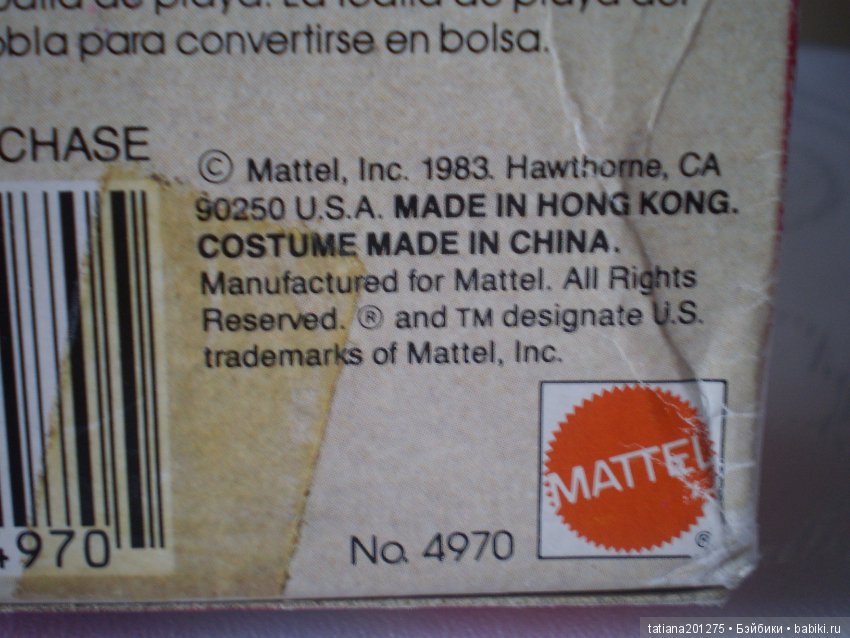 obla para convertirse en bolsa.
CHASE
© Mattel, Inc. 1983. Hawthorne, CA
90250 U.S.A. MADE IN HONG KONG.
COSTUME MADE IN CHINA.
Manufactured for Mattel. All Rights
Reserved. ® and TM designate U.S.
trademarks of Mattel, Inc.
MATTEL
®
4970
No. 4970
tatiana201275 • Бэйбики • babiki.ru